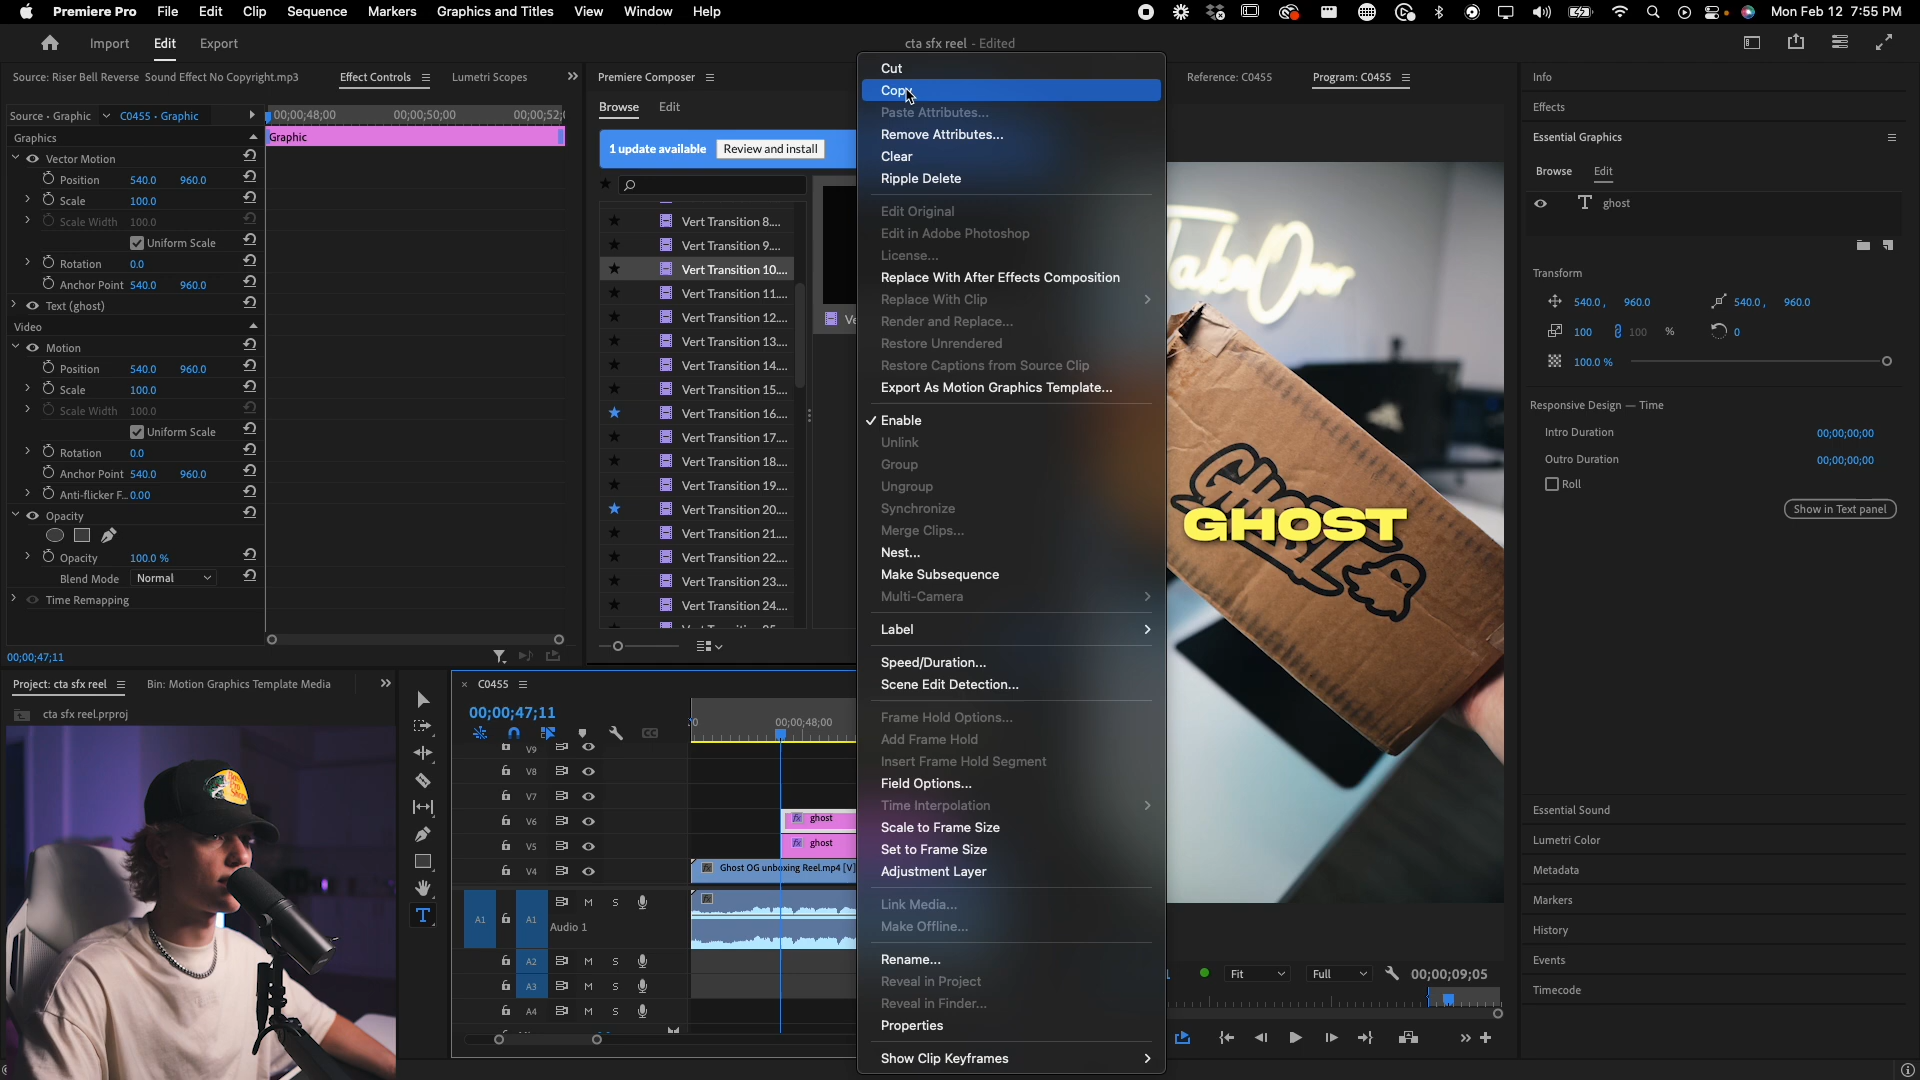 Premiere Pro File Edit Clip Sequence Markers Graphics and Titles View Window Help Mon Feb 12 7:55 PM
Import Edit Export cta sfx reel - Edited
Source: Riser Bell Reverse Sound Effect No Copyright.mp3 Effect Controls Lumetri Scopes
Source - Graphic C0455 - Graphic 00;00;48;00 00;00;50;00 00;00;52;
Graphics Graphic
Vector Motion
Position 540.0 960.0
Scale 100.0
Scale Width 100.0
Uniform Scale
Rotation 0.0
Anchor Point 540.0 960.0
Text (ghost)
Video
Motion
Position 540.0 960.0
Scale 100.0
Scale Width 100.0
Uniform Scale
Rotation 0.0
Anchor Point 540.0 960.0
Anti-flicker F... 0.00
Opacity
Opacity 100.0 %
Blend Mode Normal
Time Remapping
00;00;47;11
Premiere Composer
Browse Edit
1 update available Review and install
Vert Transition 8....
Vert Transition 9....
Vert Transition 10....
Vert Transition 11....
Vert Transition 12....
Vert Transition 13....
Vert Transition 14....
Vert Transition 15....
Vert Transition 16....
Vert Transition 17....
Vert Transition 18....
Vert Transition 19....
Vert Transition 20....
Vert Transition 21....
Vert Transition 22....
Vert Transition 23....
Vert Transition 24....
Ve
Cut
Copy
Paste Attributes...
Remove Attributes...
Clear
Ripple Delete
Edit Original
Edit in Adobe Photoshop
License...
Replace With After Effects Composition
Replace With Clip
Render and Replace...
Restore Unrendered
Restore Captions from Source Clip
Export As Motion Graphics Template...
Enable
Unlink
Group
Ungroup
Synchronize
Merge Clips...
Nest...
Make Subsequence
Multi-Camera
Label
Speed/Duration...
Scene Edit Detection...
Frame Hold Options...
Add Frame Hold
Insert Frame Hold Segment
Field Options...
Time Interpolation
Scale to Frame Size
Set to Frame Size
Adjustment Layer
Link Media...
Make Offline...
Rename...
Reveal in Project
Reveal in Finder...
Properties
Show Clip Keyframes
Reference: C0455 Program: C0455
TakeOver
GHOST
GHOST
Fit Full 00;00;09;05
Info
Effects
Essential Graphics
Browse Edit
ghost
Transform
540.0 , 960.0 540.0 , 960.0
100 100 % 0
100.0 %
Responsive Design — Time
Intro Duration 00;00;00;00
Outro Duration 00;00;00;00
Roll
Show in Text panel
Essential Sound
Lumetri Color
Metadata
Markers
History
Events
Timecode
Project: cta sfx reel Bin: Motion Graphics Template Media
cta sfx reel.prproj
C0455
00;00;47;11
00;00;48;00
V9
V8
V7
V6 ghost
V5 ghost
V4 Ghost OG unboxing Reel.mp4 [V]
A1 A1 M S
Audio 1
A2 M S
A3 M S
A4 M S